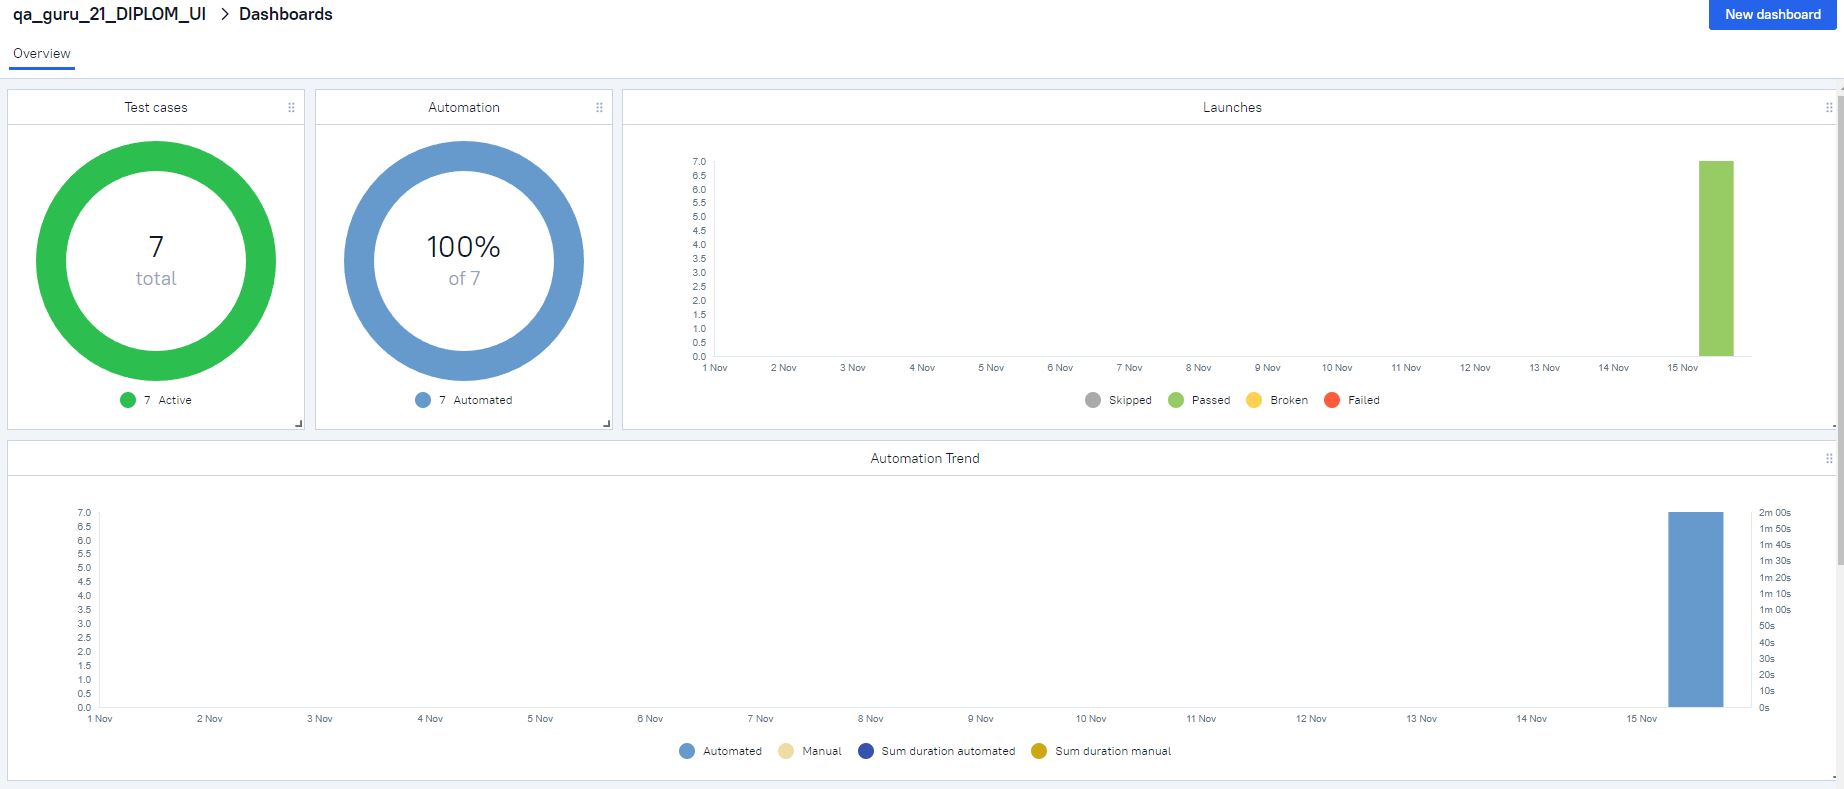 qa_guru_21_DIPLOM_UI > Dashboards
New dashboard
Overview
Test cases
7
total
7 Active
Automation
100%
of 7
7 Automated
Launches
7.0
6.5
6.0
5.5
5.0
4.5
4.0
3.5
3.0
2.5
2.0
1.5
1.0
0.5
0.0
1 Nov 2 Nov 3 Nov 4 Nov 5 Nov 6 Nov 7 Nov 8 Nov 9 Nov 10 Nov 11 Nov 12 Nov 13 Nov 14 Nov 15 Nov
Skipped Passed Broken Failed
Automation Trend
7.0
6.5
6.0
5.5
5.0
4.5
4.0
3.5
3.0
2.5
2.0
1.5
1.0
0.5
0.0
2m 00s
1m 50s
1m 40s
1m 30s
1m 20s
1m 10s
1m 00s
50s
40s
30s
20s
10s
0s
1 Nov 2 Nov 3 Nov 4 Nov 5 Nov 6 Nov 7 Nov 8 Nov 9 Nov 10 Nov 11 Nov 12 Nov 13 Nov 14 Nov 15 Nov
Automated Manual Sum duration automated Sum duration manual